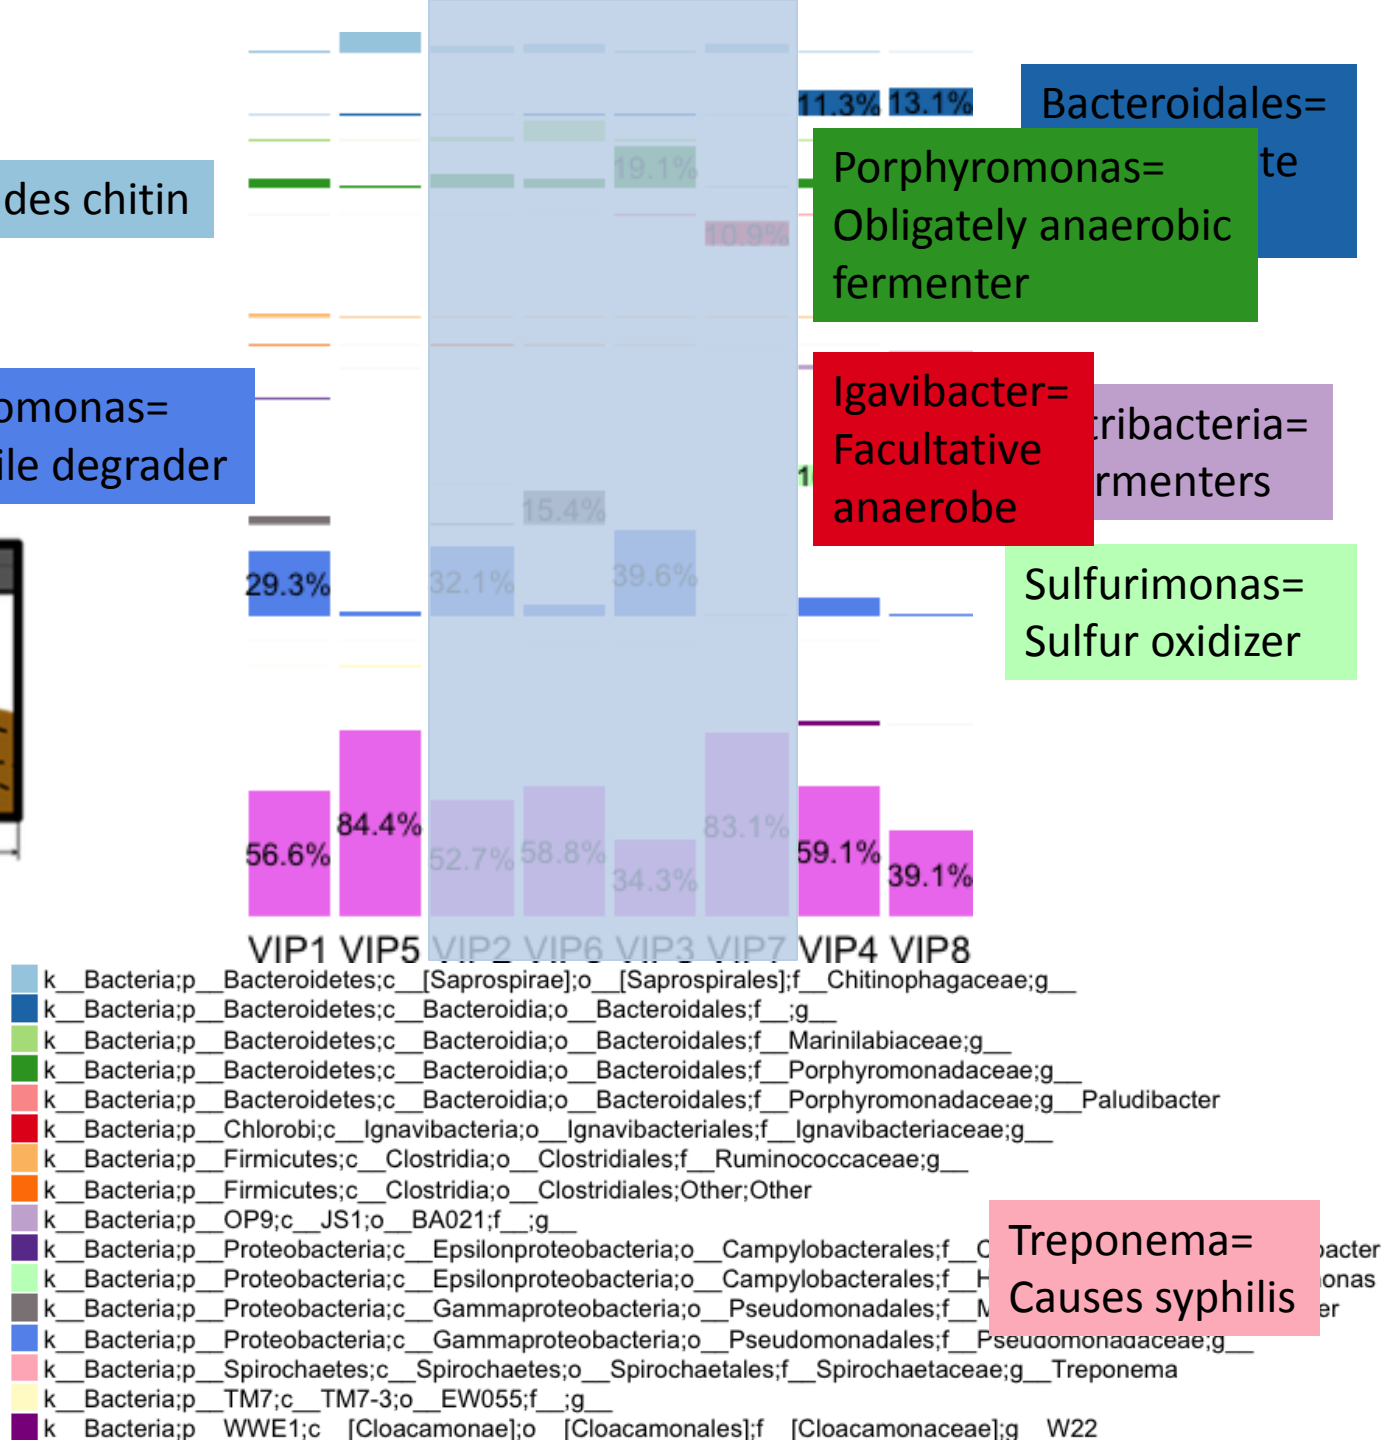 11.3% 13.1%
Bacteroidales=
te
Porphyromonas=
Obligately anaerobic
fermenter
19.1%
des chitin
10.9%
Igavibacter=
Facultative
anaerobe
omonas=
ile degrader
tribacteria=
rmenters
1
15.4%
29.3% 32.1% 39.6%
Sulfurimonas=
Sulfur oxidizer
56.6% 84.4% 52.7% 58.8% 34.3% 83.1% 59.1% 39.1%
VIP1 VIP5 VIP2 VIP6 VIP3 VIP7 VIP4 VIP8
k__Bacteria;p__Bacteroidetes;c__[Saprospirae];o__[Saprospirales];f__Chitinophagaceae;g__
k__Bacteria;p__Bacteroidetes;c__Bacteroidia;o__Bacteroidales;f__;g__
k__Bacteria;p__Bacteroidetes;c__Bacteroidia;o__Bacteroidales;f__Marinilabiaceae;g__
k__Bacteria;p__Bacteroidetes;c__Bacteroidia;o__Bacteroidales;f__Porphyromonadaceae;g__
k__Bacteria;p__Bacteroidetes;c__Bacteroidia;o__Bacteroidales;f__Porphyromonadaceae;g__Paludibacter
k__Bacteria;p__Chlorobi;c__Ignavibacteria;o__Ignavibacteriales;f__Ignavibacteriaceae;g__
k__Bacteria;p__Firmicutes;c__Clostridia;o__Clostridiales;f__Ruminococcaceae;g__
k__Bacteria;p__Firmicutes;c__Clostridia;o__Clostridiales;Other;Other
k__Bacteria;p__OP9;c__JS1;o__BA021;f__;g__
k__Bacteria;p__Proteobacteria;c__Epsilonproteobacteria;o__Campylobacterales;f__C bacter
k__Bacteria;p__Proteobacteria;c__Epsilonproteobacteria;o__Campylobacterales;f__H onas
k__Bacteria;p__Proteobacteria;c__Gammaproteobacteria;o__Pseudomonadales;f__M er
k__Bacteria;p__Proteobacteria;c__Gammaproteobacteria;o__Pseudomonadales;f__Pseudomonadaceae;g__
k__Bacteria;p__Spirochaetes;c__Spirochaetes;o__Spirochaetales;f__Spirochaetaceae;g__Treponema
k__Bacteria;p__TM7;c__TM7-3;o__EW055;f__;g__
k__Bacteria;p__WWE1;c__[Cloacamonae];o__[Cloacamonales];f__[Cloacamonaceae];g__W22
Treponema=
Causes syphilis